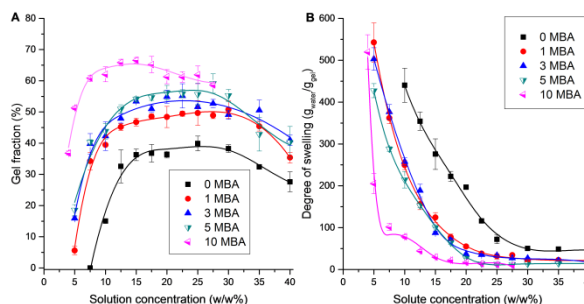 A
Gel fraction (%)
80
70
60
50
40
30
20
10
0
0 MBA
1 MBA
3 MBA
5 MBA
10 MBA
0 5 10 15 20 25 30 35 40
Solution concentration (w/w%)
B
Degree of swelling (g water/g gel)
600
500
400
300
200
100
0
0 MBA
1 MBA
3 MBA
5 MBA
10 MBA
0 5 10 15 20 25 30 35 40
Solute concentration (w/w%)